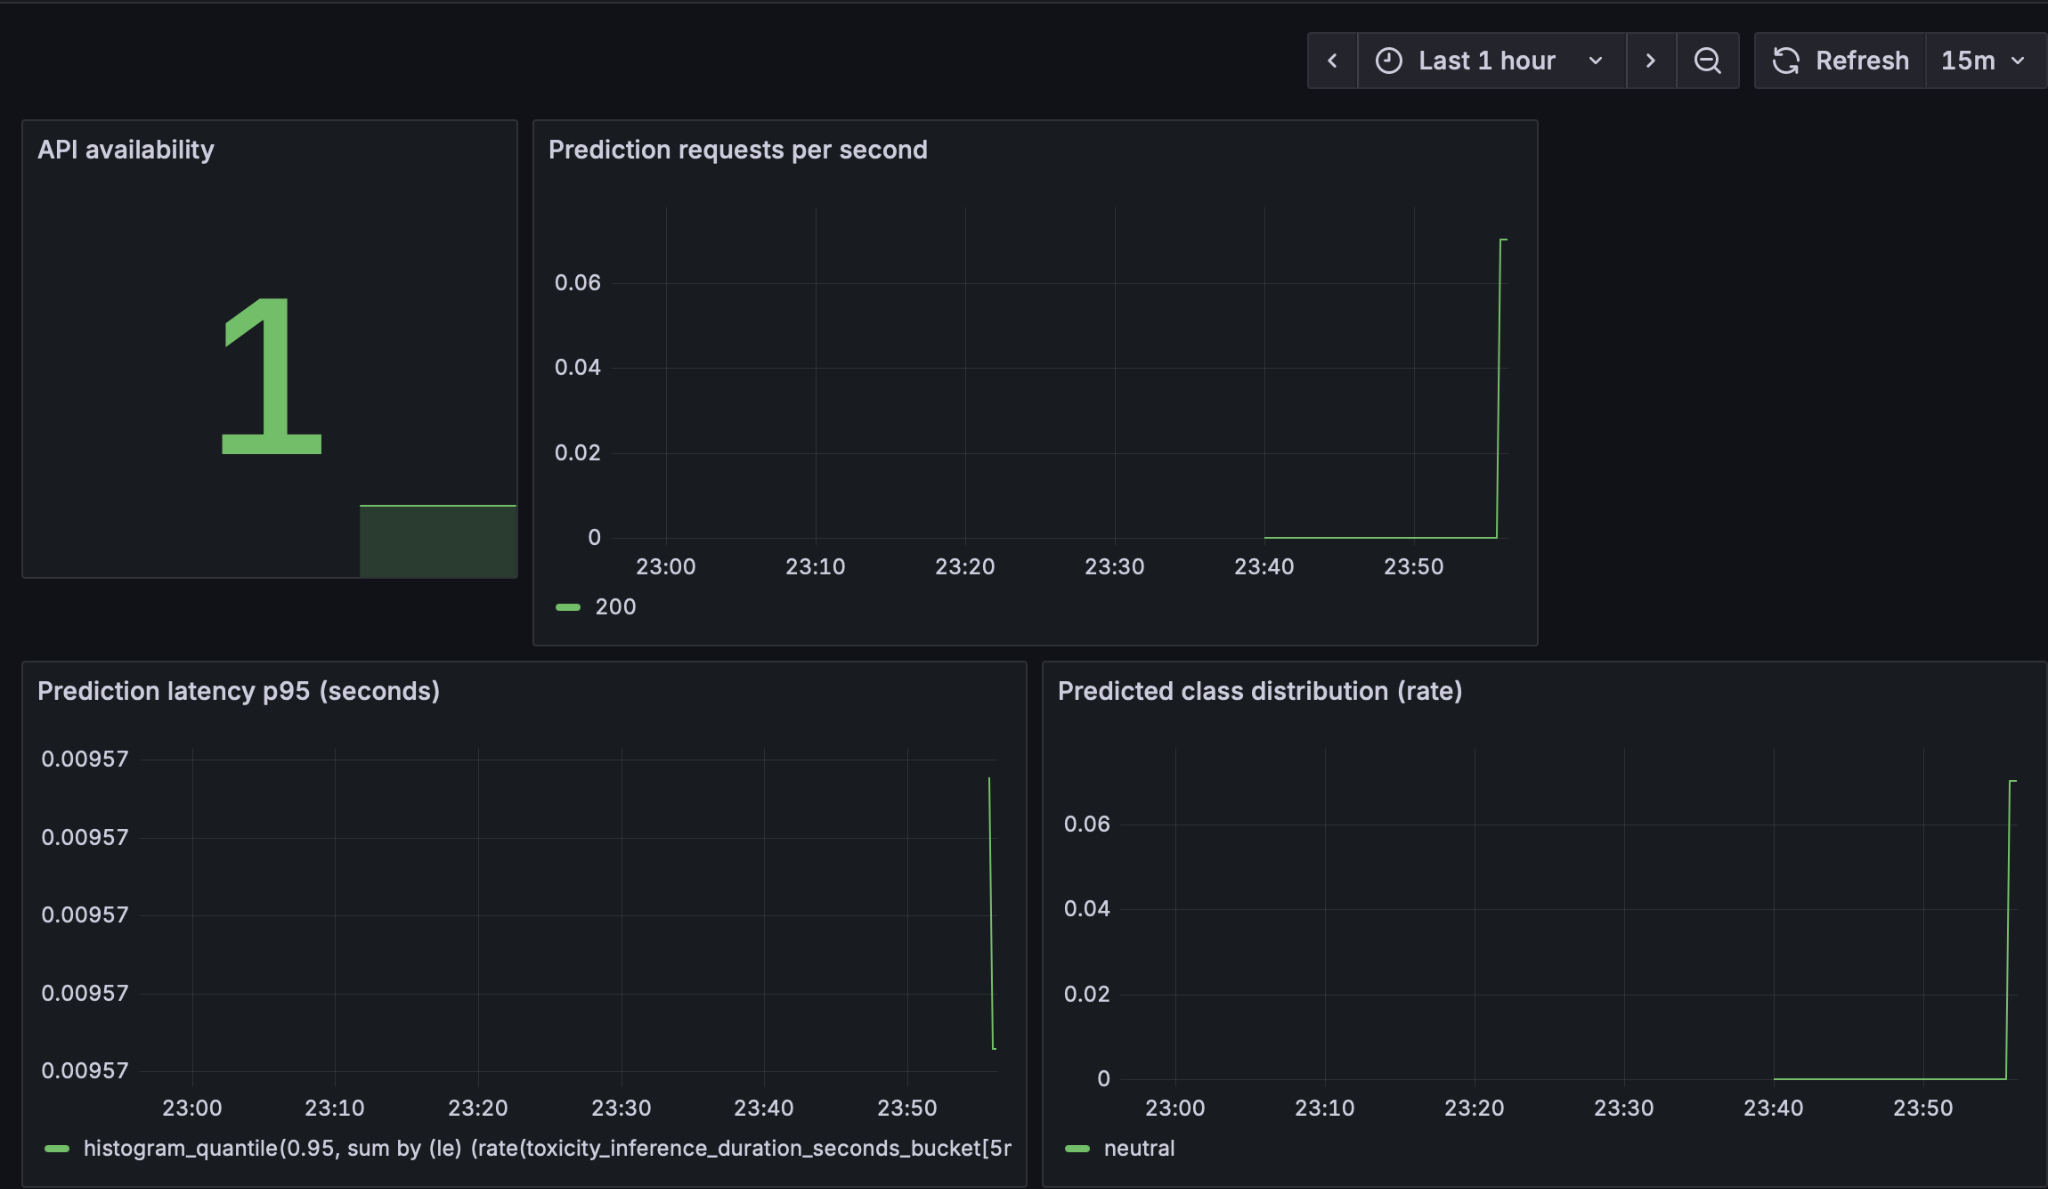 Last 1 hour
Refresh
15m
API availability
1
Prediction requests per second
0.06
0.04
0.02
0
23:00 23:10 23:20 23:30 23:40 23:50
200
Prediction latency p95 (seconds)
0.00957
0.00957
0.00957
0.00957
0.00957
23:00 23:10 23:20 23:30 23:40 23:50
histogram_quantile(0.95, sum by (le) (rate(toxicity_inference_duration_seconds_bucket[5
Predicted class distribution (rate)
0.06
0.04
0.02
0
23:00 23:10 23:20 23:30 23:40 23:50
neutral